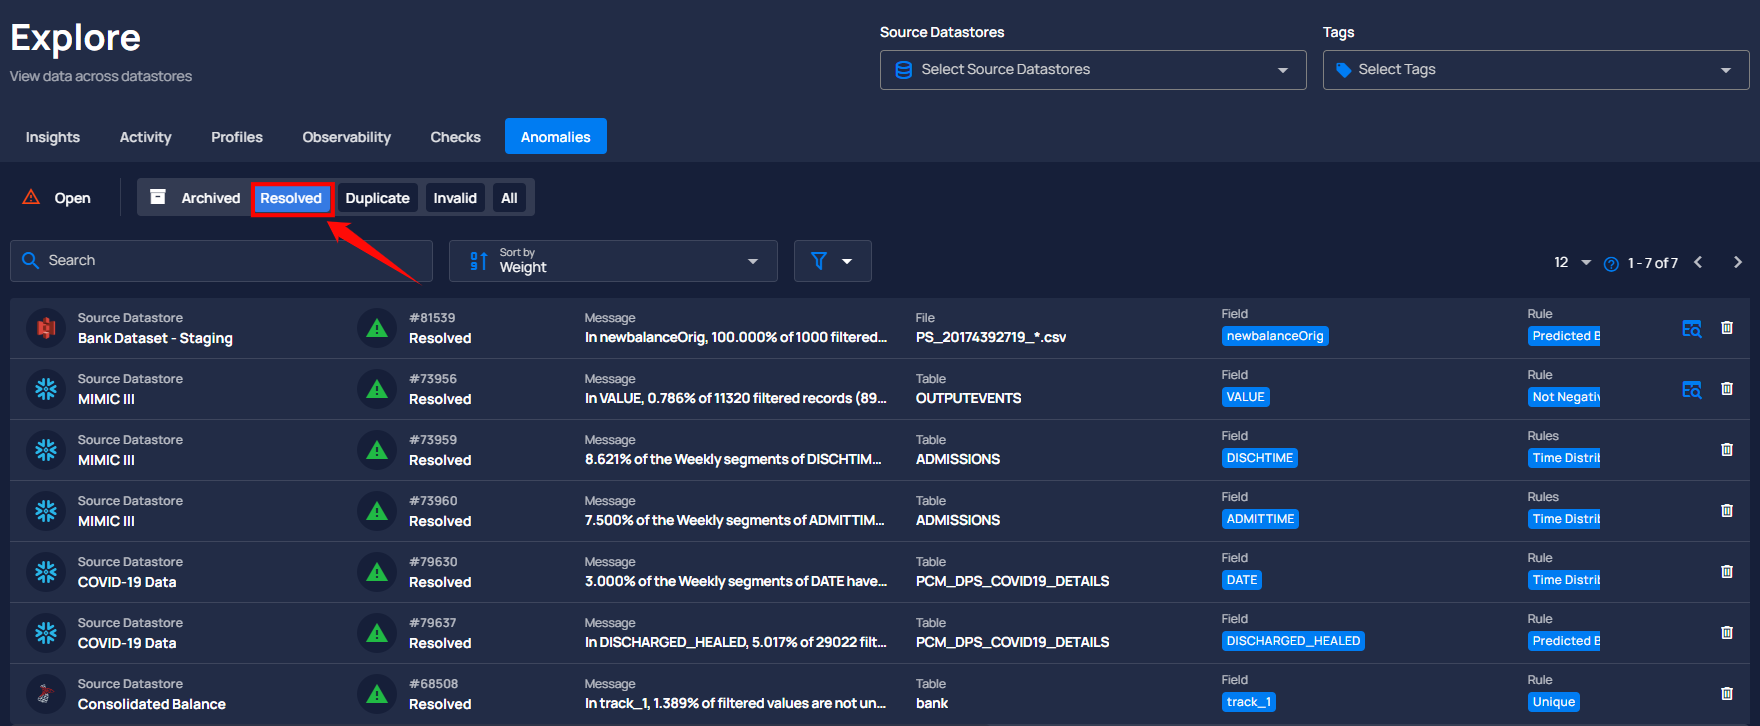 Explore
View data across datastores
Source Datastores
Select Source Datastores
Tags
Select Tags
Insights Activity Profiles Observability Checks Anomalies
Open Archived Resolved Duplicate Invalid All
Search
Sort by
Weight
12 1 - 7 of 7
Source Datastore #81539 Message File Field Rule
Bank Dataset - Staging Resolved In newbalanceOrig, 100.000% of 1000 filtered... PS_20174392719_*.csv newbalanceOrig Predicted B
Source Datastore #73956 Message Table Field Rule
MIMIC III Resolved In VALUE, 0.786% of 11320 filtered records (89... OUTPUTEVENTS VALUE Not Negativ
Source Datastore #73959 Message Table Field Rules
MIMIC III Resolved 8.621% of the Weekly segments of DISCHTIM... ADMISSIONS DISCHTIME Time Distrib
Source Datastore #73960 Message Table Field Rules
MIMIC III Resolved 7.500% of the Weekly segments of ADMITTIM... ADMISSIONS ADMITTIME Time Distrib
Source Datastore #79630 Message Table Field Rule
COVID-19 Data Resolved 3.000% of the Weekly segments of DATE have... PCM_DPS_COVID19_DETAILS DATE Time Distrib
Source Datastore #79637 Message Table Field Rule
COVID-19 Data Resolved In DISCHARGED_HEALED, 5.017% of 29022 filt... PCM_DPS_COVID19_DETAILS DISCHARGED_HEALED Predicted B
Source Datastore #68508 Message Table Field Rule
Consolidated Balance Resolved In track_1, 1.389% of filtered values are not un... bank track_1 Unique